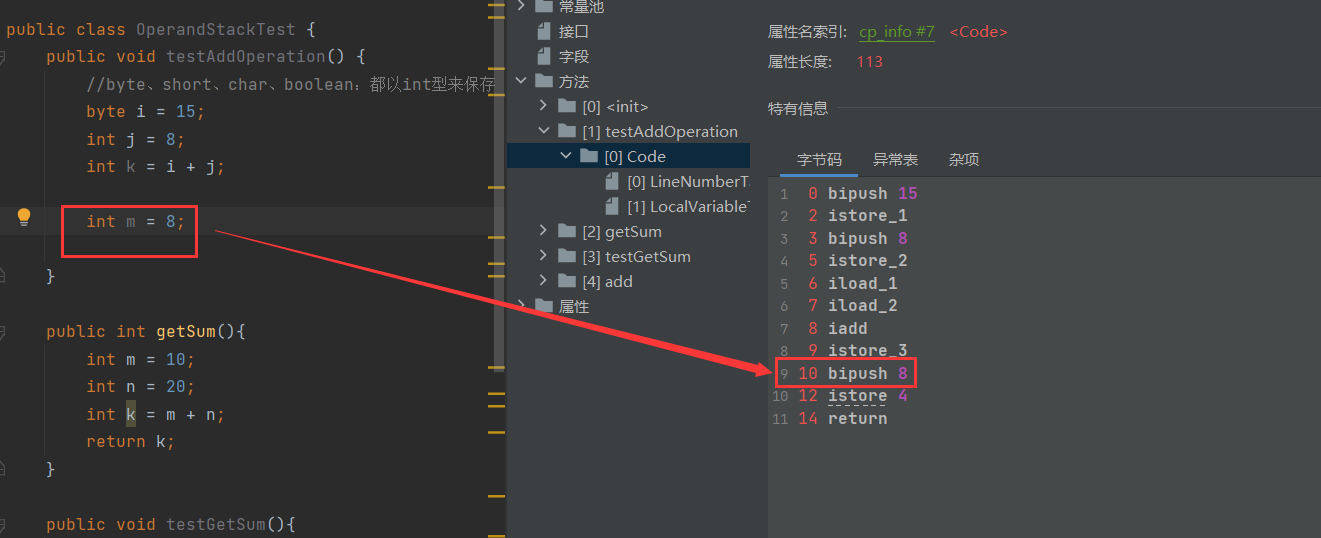 public class OperandStackTest {
public void testAddOperation() {
//byte、short、char、boolean：都以int型来保存
byte i = 15;
int j = 8;
int k = i + j;
int m = 8;
}
public int getSum(){
int m = 10;
int n = 20;
int k = m + n;
return k;
}
public void testGetSum(){
常量池
接口
字段
方法
[0] <init>
[1] testAddOperation
[0] Code
[0] LineNumberT
[1] LocalVariableT
[2] getSum
[3] testGetSum
[4] add
属性
属性名索引: cp_info #7 <Code>
属性长度: 113
特有信息
字节码 异常表 杂项
1 0 bipush 15
2 2 istore_1
3 3 bipush 8
4 5 istore_2
5 6 iload_1
6 7 iload_2
7 8 iadd
8 9 istore_3
9 10 bipush 8
10 12 istore 4
11 14 return